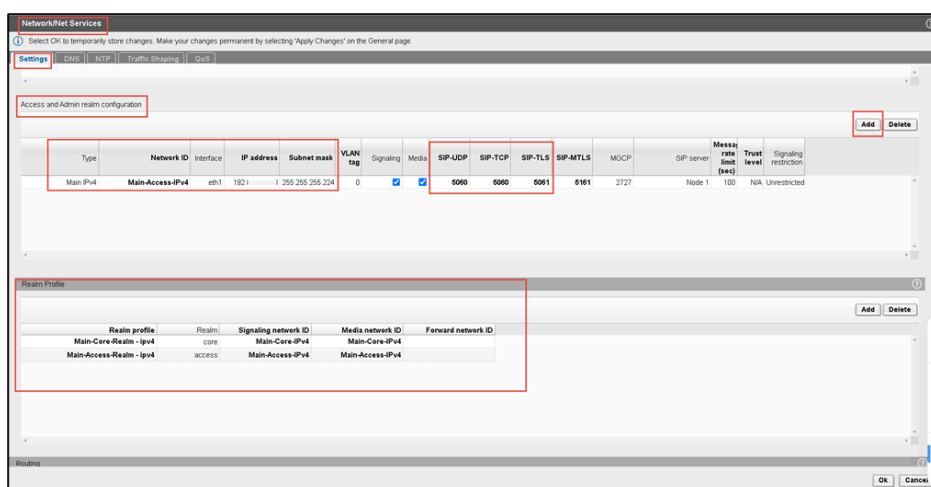 Network/Net Services
Select OK to temporarily store changes. Make your changes permanent by selecting 'Apply Changes' on the General page.
Settings DNS NTP Traffic Shaping QoS
Access and Admin realm configuration
Add Delete
Type Network ID Interface IP address Subnet mask VLAN tag Signaling Media SIP-UDP SIP-TCP SIP-TLS SIP-MTLS MGCP SIP server Messag rate limit (sec) Trust level Signaling restriction
Main IPv4 Main-Access-IPv4 eth1 192. ) 255.255.255.224 0 5060 5060 5061 5161 2727 Node 1 100 N/A Unrestricted
Realm Profile
Add Delete
Realm profile Realm Signaling network ID Media network ID Forward network ID
Main-Core-Realm - ipv4 core Main-Core-IPv4 Main-Core-IPv4
Main-Access-Realm - ipv4 access Main-Access-IPv4 Main-Access-IPv4
Routing
Ok Cancel